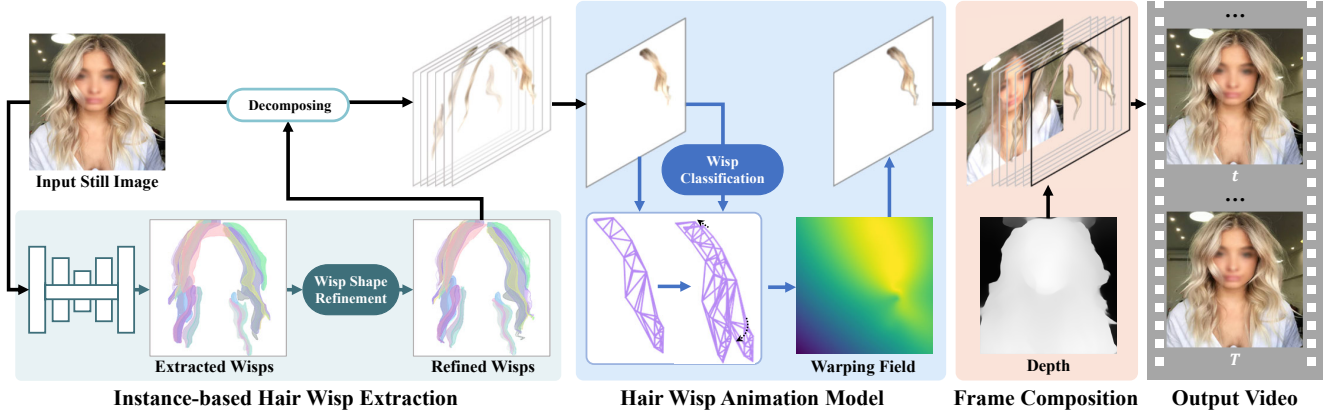 ...
Decomposing
Wisp
Classification
Input Still Image
t
...
Wisp Shape
Refinement
Extracted Wisps
Refined Wisps
Warping Field
Depth
T
Instance-based Hair Wisp Extraction
Hair Wisp Animation Model
Frame Composition
Output Video